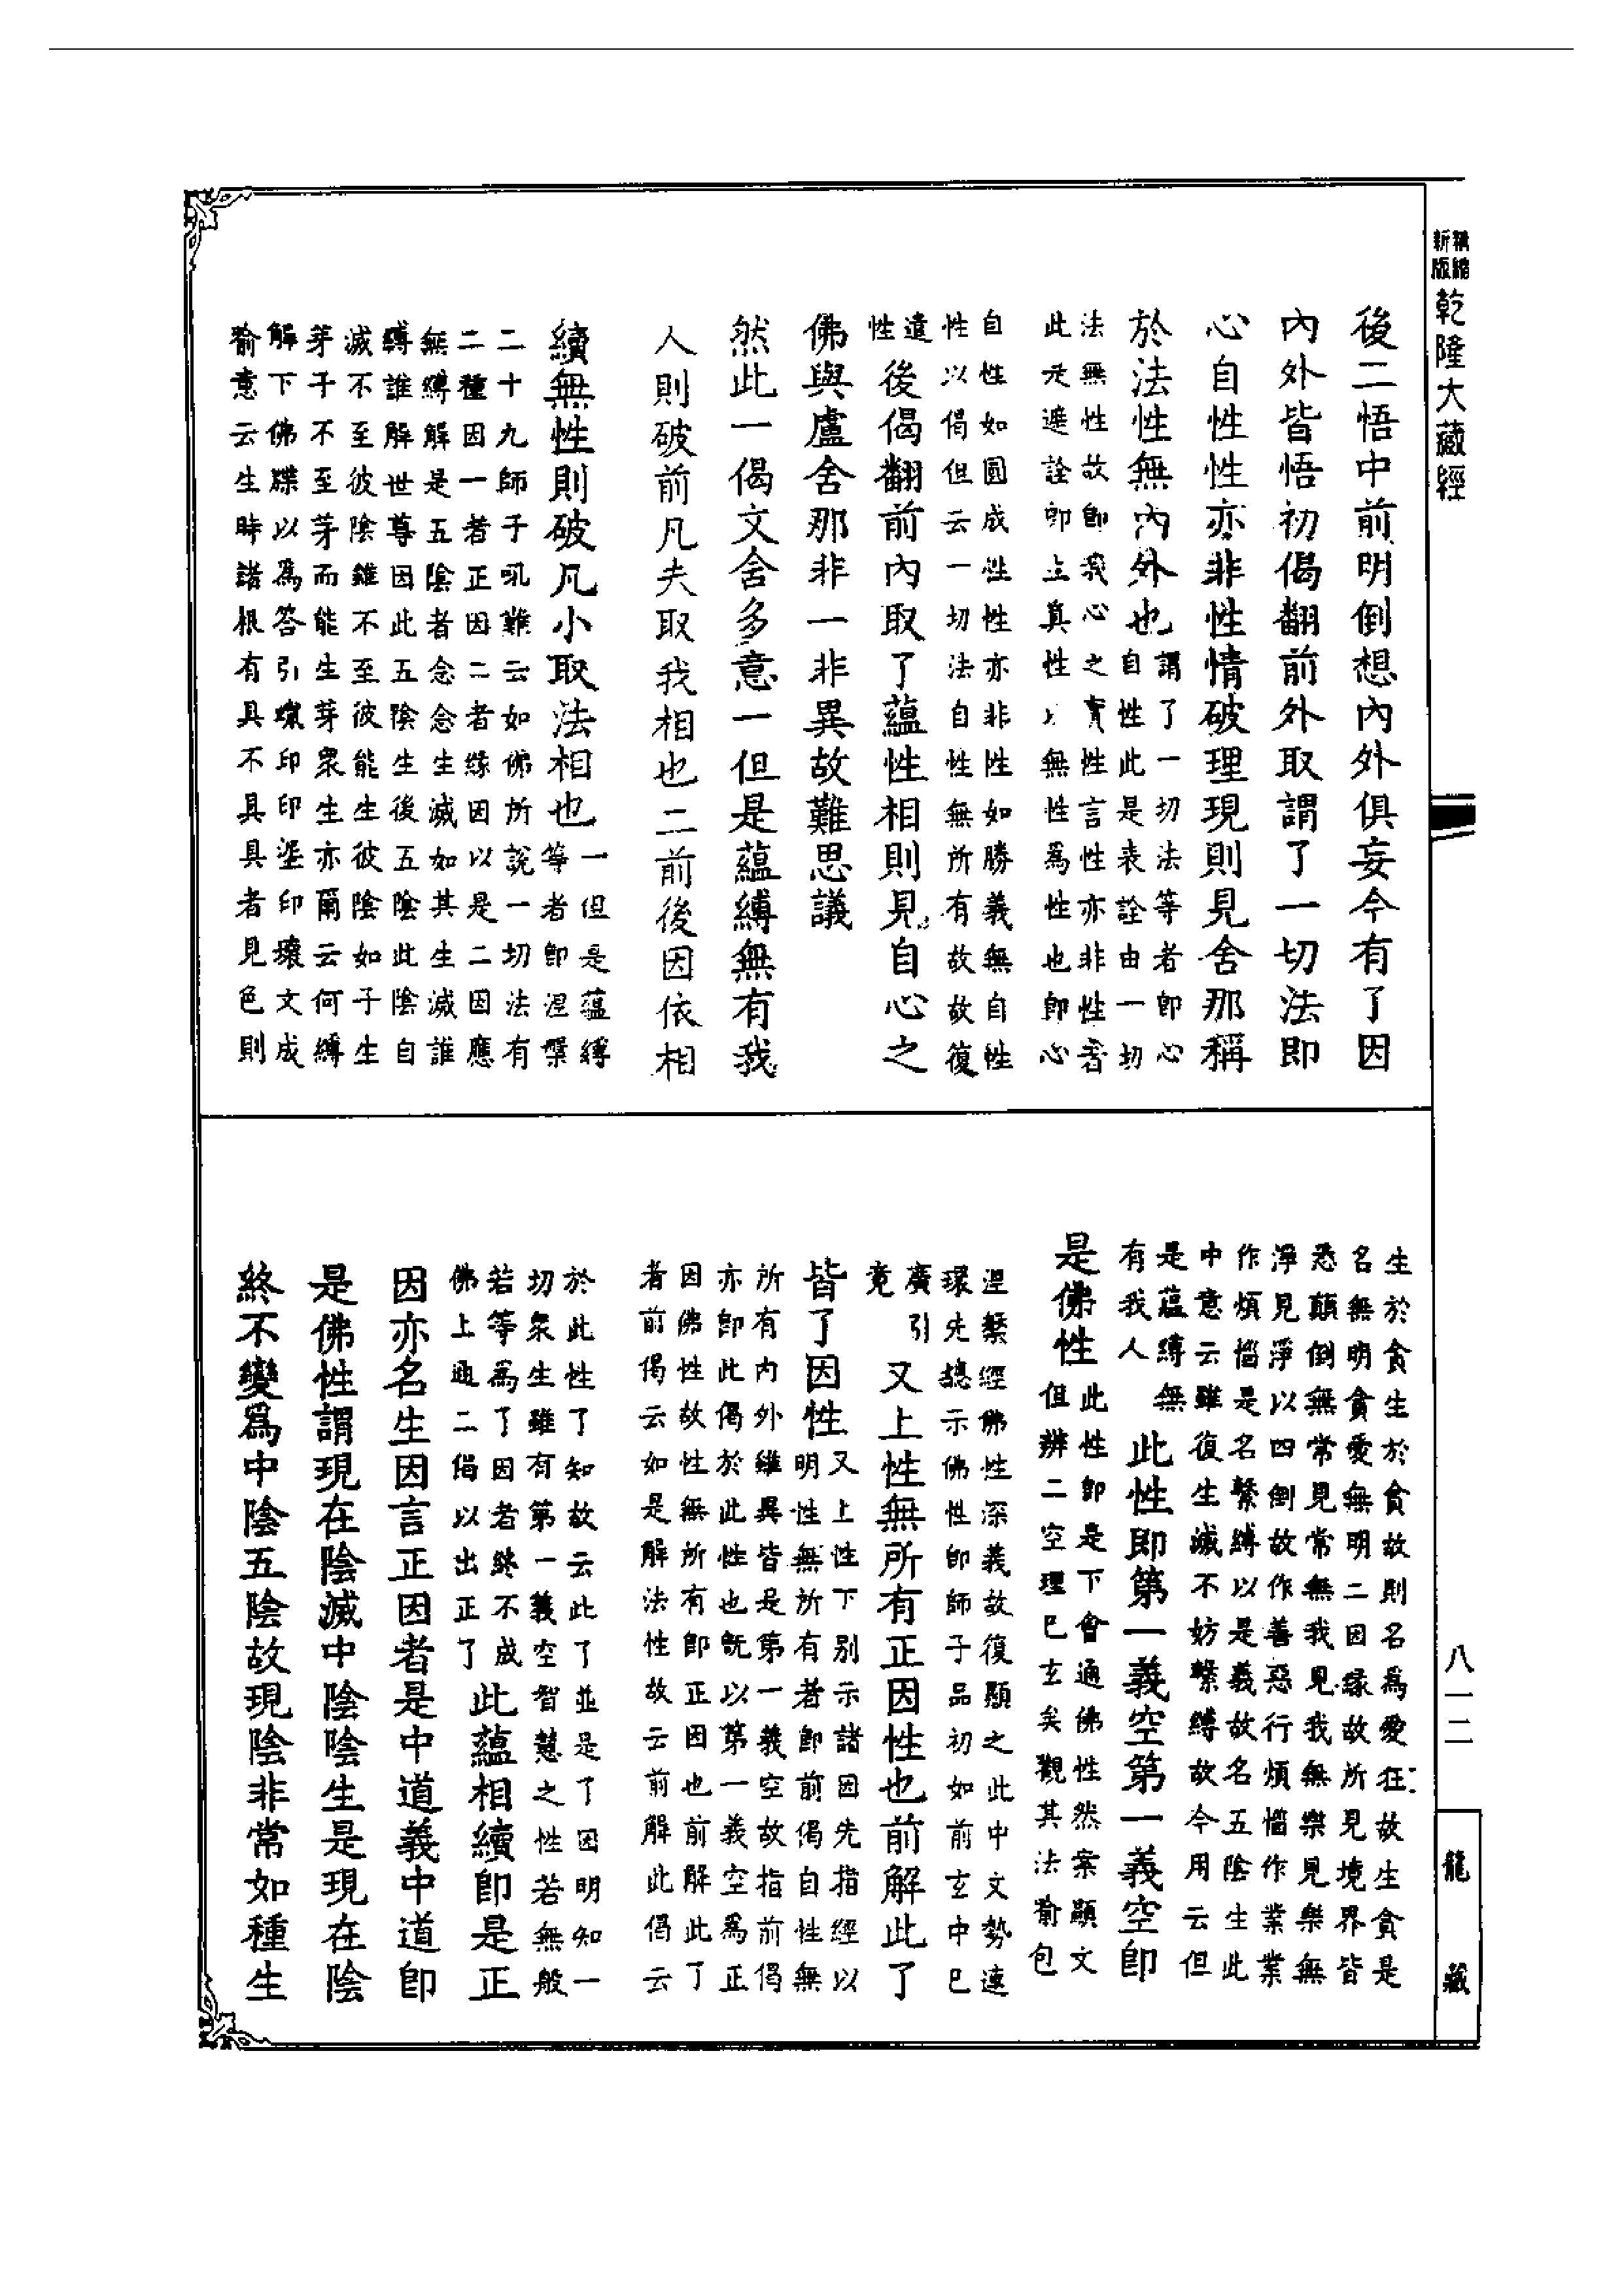 新版精縮
乾隆大藏經
後二悟中前明倒想內外俱妄今有了因
內外皆悟初偈翻前外取謂了一切法即
心自性性亦非性情破理現則見舍那稱
於法性無內外也
謂了一切法等者即心
自性此是表詮由一切
法無性故即我心之實性言性亦非性者
此是遮詮即上真性以無性為性也即心
自性如圓成性性亦非性如勝義無自性
性以偈但云一切法自性無所有故故復
遣
性
後偈翻前內取了蘊性相則見自心之
佛與盧舍那非一非異故難思議
然此一偈文含多意一但是蘊縛無有我
人則破前凡夫取我相也二前後因依相
續無性則破凡小取法相也
一但是蘊縛
等者即涅槃
二十九師子吼難云如佛所說一切法有
二種因一者正因二者緣因以是二因應
無縛解是五陰者念念生滅如其生滅誰
縛誰解世尊因此五陰生後五陰此陰自
滅不至彼陰雖不至彼能生彼陰如子生
芽子不至芽而能生芽眾生亦爾云何縛
解下佛牒以為答引蠟印印埿印壞文成
喻意云生時諸根有具不具具者見色則
生於貪生於貪故則名為愛狂故生貪是
名無明貪愛無明二因緣故所見境界皆
悉顛倒無常見常無我見我無樂見樂無
淨見淨以四倒故作善惡行煩惱作業業
作煩惱是名繫縛以是義故名五陰生此
中意云雖復生滅不妨繫縛故今用云但
是蘊縛無
有我人
此性即第一義空第一義空即
是佛性
此性即是下會通佛性然案顯文
但辨二空理已玄矣觀其法喻包
涅槃經佛性深義故復顯之此中文勢連
環先總示佛性即師子品初如前玄中已
廣引
竟
又上性無所有正因性也前解此了
皆了因性
又上性下別示諸因先指經以
明性無所有者即前偈自性無
所有內外雖異皆是第一義空故指前偈
亦即此偈於此性也既以第一義空為正
因佛性故性無所有即正因也前解此了
者前偈云如是解法性故云前解此偈云
於此性了知故云此了並是了因明知一
切眾生雖有第一義空智慧之性若無般
若等為了因者終不成
佛上通二偈以出正了
此蘊相續即是正
因亦名生因言正因者是中道義中道即
是佛性謂現在陰滅中陰陰生是現在陰
終不變為中陰五陰故現陰非常如種生
八一二
龍藏